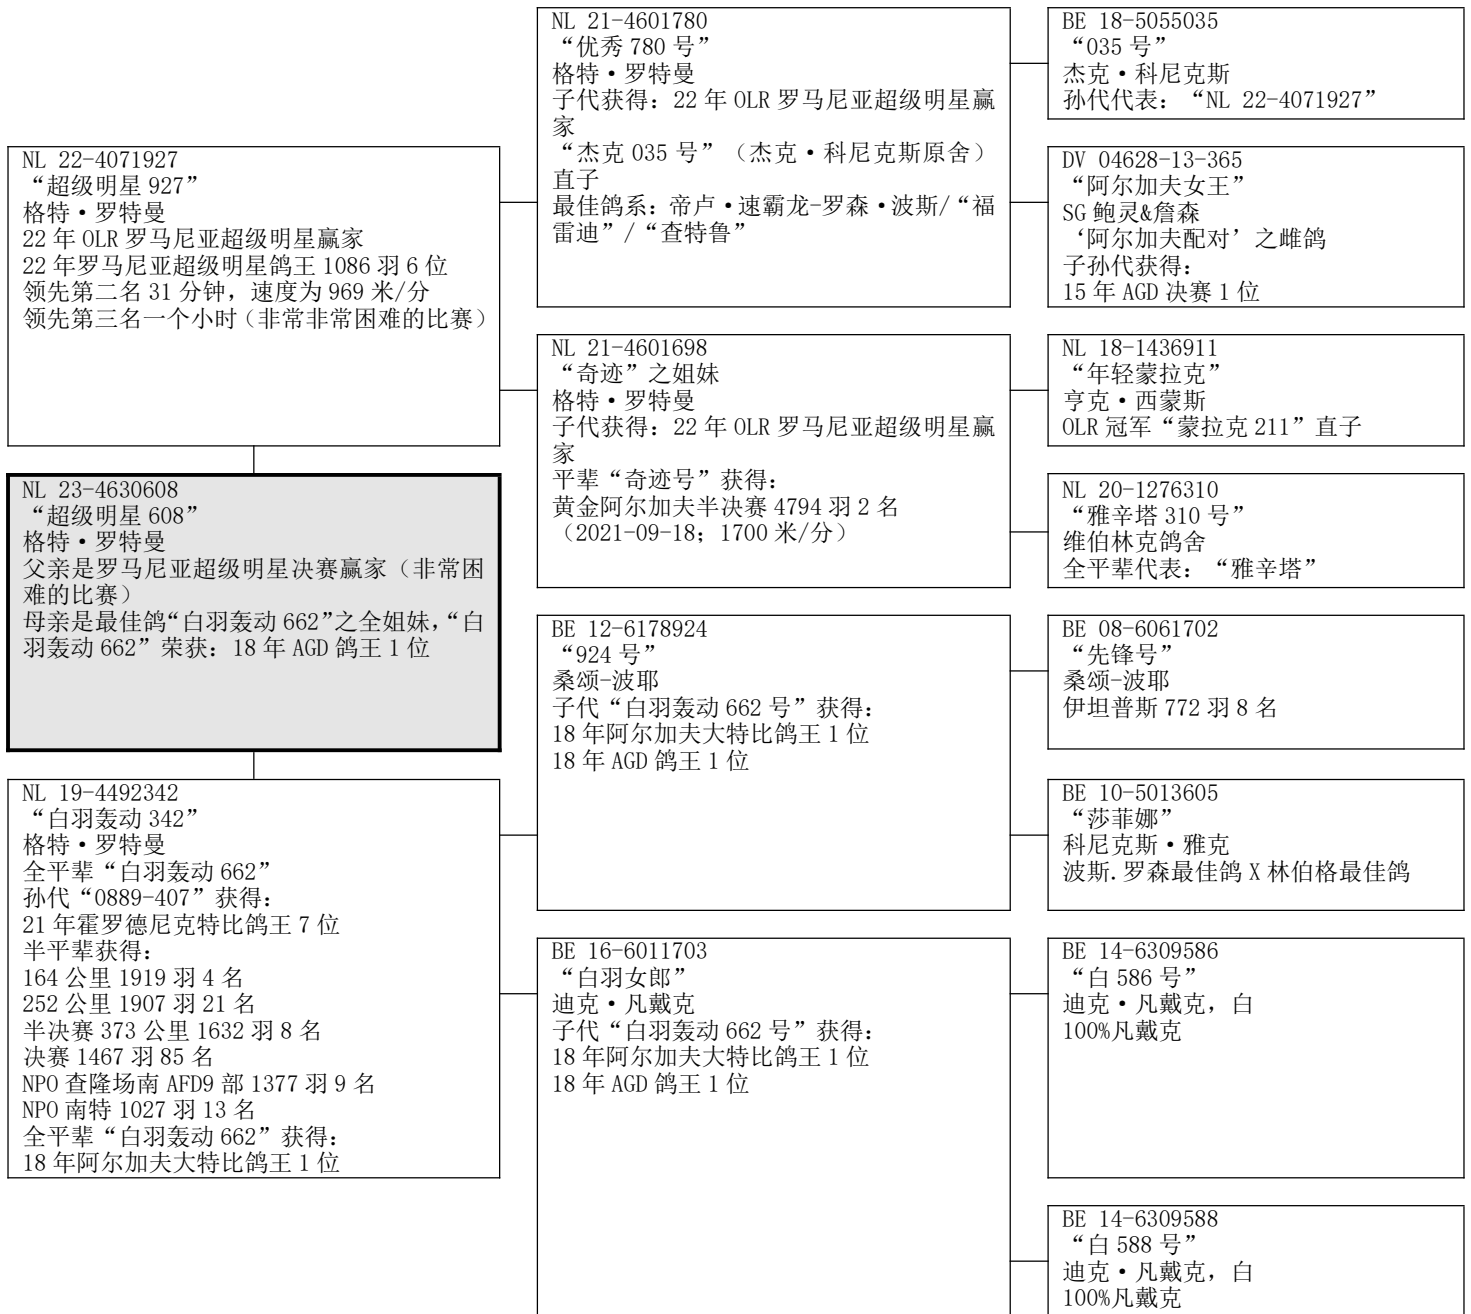 NL 22-4071927
“超级明星 927”
格特·罗特曼
22 年 OLR 罗马尼亚超级明星赢家
22 年罗马尼亚超级明星鸽王 1086 羽 6 位
领先第二名 31 分钟，速度为 969 米/分
领先第三名一个小时（非常非常困难的比赛）
NL 23-4630608
“超级明星 608”
格特·罗特曼
父亲是罗马尼亚超级明星决赛赢家（非常困
难的比赛）
母亲是最佳鸽“白羽轰动 662”之全姐妹，“白
羽轰动 662”荣获：18 年 AGD 鸽王 1 位
NL 19-4492342
“白羽轰动 342”
格特·罗特曼
全平辈“白羽轰动 662”
孙代“0889-407”获得：
21 年霍罗德尼克特比鸽王 7 位
半平辈获得：
164 公里 1919 羽 4 名
252 公里 1907 羽 21 名
半决赛 373 公里 1632 羽 8 名
决赛 1467 羽 85 名
NPO 查隆场南 AFD9 部 1377 羽 9 名
NPO 南特 1027 羽 13 名
全平辈“白羽轰动 662”获得：
18 年阿尔加夫大特比鸽王 1 位
NL 21-4601780
“优秀 780 号”
格特·罗特曼
子代获得：22 年 OLR 罗马尼亚超级明星赢
家
“杰克 035 号”（杰克·科尼克斯原舍）
直子
最佳鸽系：帝卢·速霸龙-罗森·波斯/“福
雷迪”/“查特鲁”
NL 21-4601698
“奇迹”之姐妹
格特·罗特曼
子代获得：22 年 OLR 罗马尼亚超级明星赢
家
平辈“奇迹号”获得：
黄金阿尔加夫半决赛 4794 羽 2 名
（2021-09-18；1700 米/分）
BE 12-6178924
“924 号”
桑颂-波耶
子代“白羽轰动 662 号”获得：
18 年阿尔加夫大特比鸽王 1 位
18 年 AGD 鸽王 1 位
BE 16-6011703
“白羽女郎”
迪克·凡戴克
子代“白羽轰动 662 号”获得：
18 年阿尔加夫大特比鸽王 1 位
18 年 AGD 鸽王 1 位
BE 18-5055035
“035 号”
杰克·科尼克斯
孙代代表：“NL 22-4071927”
DV 04628-13-365
“阿尔加夫女王”
SG 鲍灵&詹森
‘阿尔加夫配对’之雌鸽
子孙代获得：
15 年 AGD 决赛 1 位
NL 18-1436911
“年轻蒙拉克”
亨克·西蒙斯
OLR 冠军“蒙拉克 211”直子
NL 20-1276310
“雅辛塔 310 号”
维伯林克鸽舍
全平辈代表：“雅辛塔”
BE 08-6061702
“先锋号”
桑颂-波耶
伊坦普斯 772 羽 8 名
BE 10-5013605
“莎菲娜”
科尼克斯·雅克
波斯.罗森最佳鸽 X 林伯格最佳鸽
BE 14-6309586
“白 586 号”
迪克·凡戴克，白
100%凡戴克
BE 14-6309588
“白 588 号”
迪克·凡戴克，白
100%凡戴克